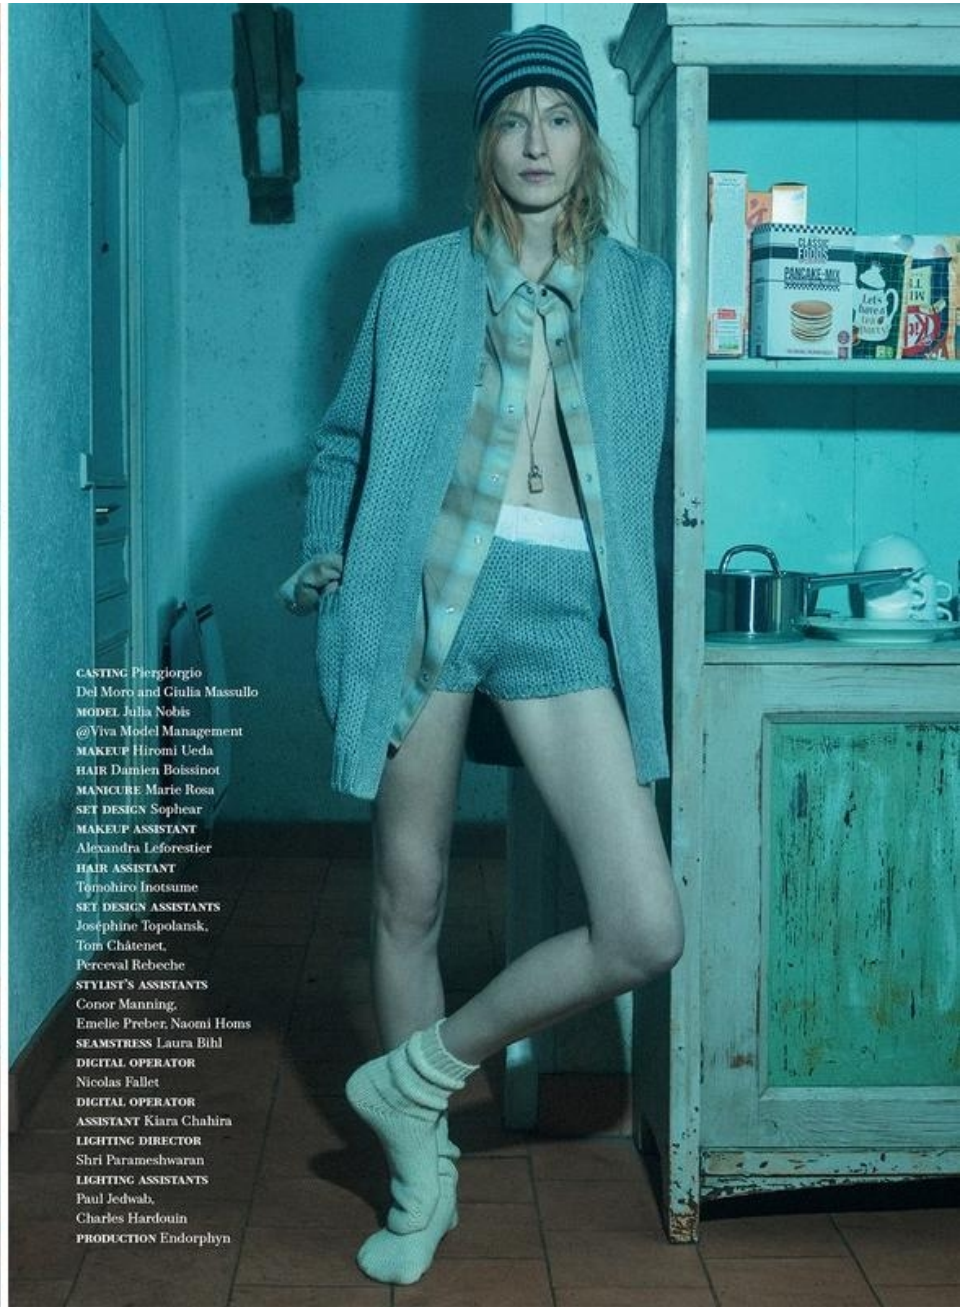 CASTING Piergiorgio
Del Moro and Giulia Massullo
MODEL Julia Nobis
@Viva Model Management
MAKEUP Hiromi Ueda
HAIR Damien Boissinot
MANICURE Marie Rosa
SET DESIGN Sophear
MAKEUP ASSISTANT
Alexandra Leforestier
HAIR ASSISTANT
Tomohiro Inotsume
SET DESIGN ASSISTANTS
Joséphine Topolansk,
Tom Châtenet,
Perceval Rebeche
STYLIST'S ASSISTANTS
Conor Manning,
Emelie Preber, Naomi Homs
SEAMSTRESS Laura Bihl
DIGITAL OPERATOR
Nicolas Fallet
DIGITAL OPERATOR
ASSISTANT Kiara Chahira
LIGHTING DIRECTOR
Shri Parameshwaran
LIGHTING ASSISTANTS
Paul Jedwab,
Charles Hardouin
PRODUCTION Endorphyn
CLASSIC
FOODS
PANCAKE-MIX
Let's
have a
Kit